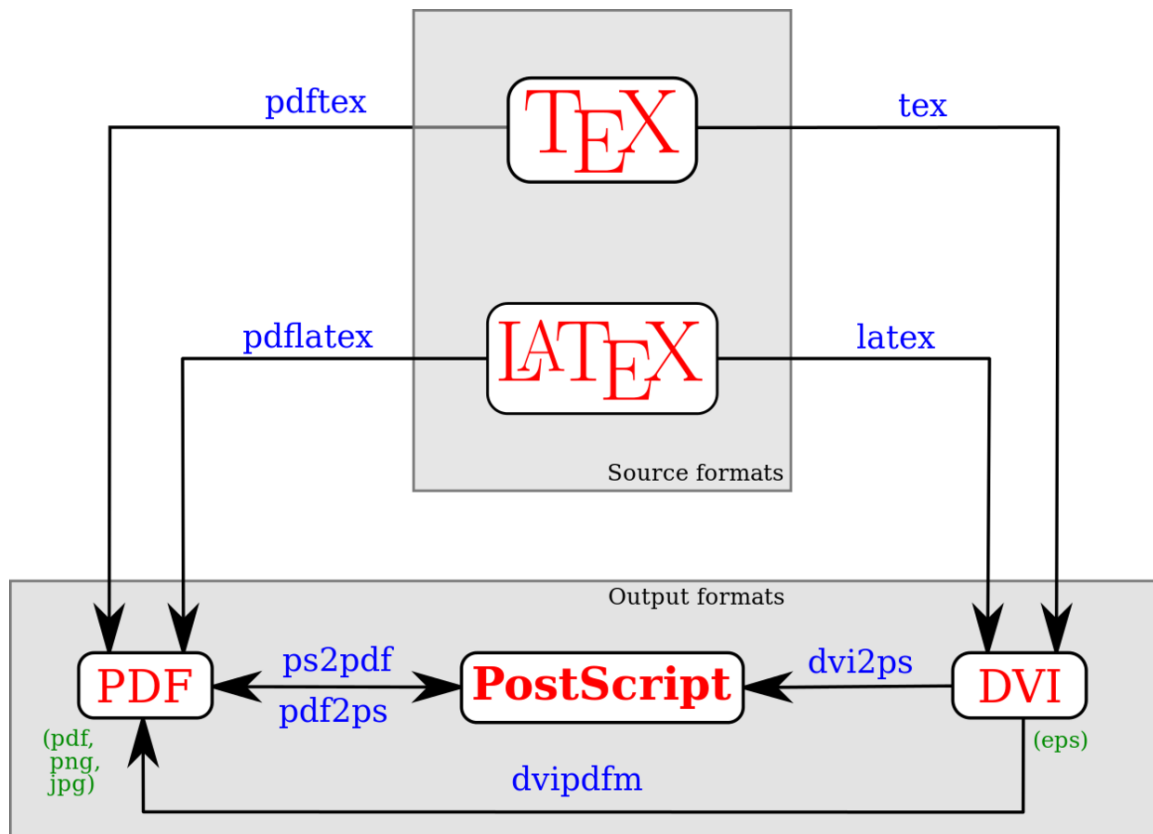 pdftex
TEX
tex
pdflatex
LATEX
latex
Source formats
Output formats
PDF
ps2pdf
pdf2ps
PostScript
dvi2ps
DVI
(pdf,
png,
jpg)
(eps)
dvipdfm